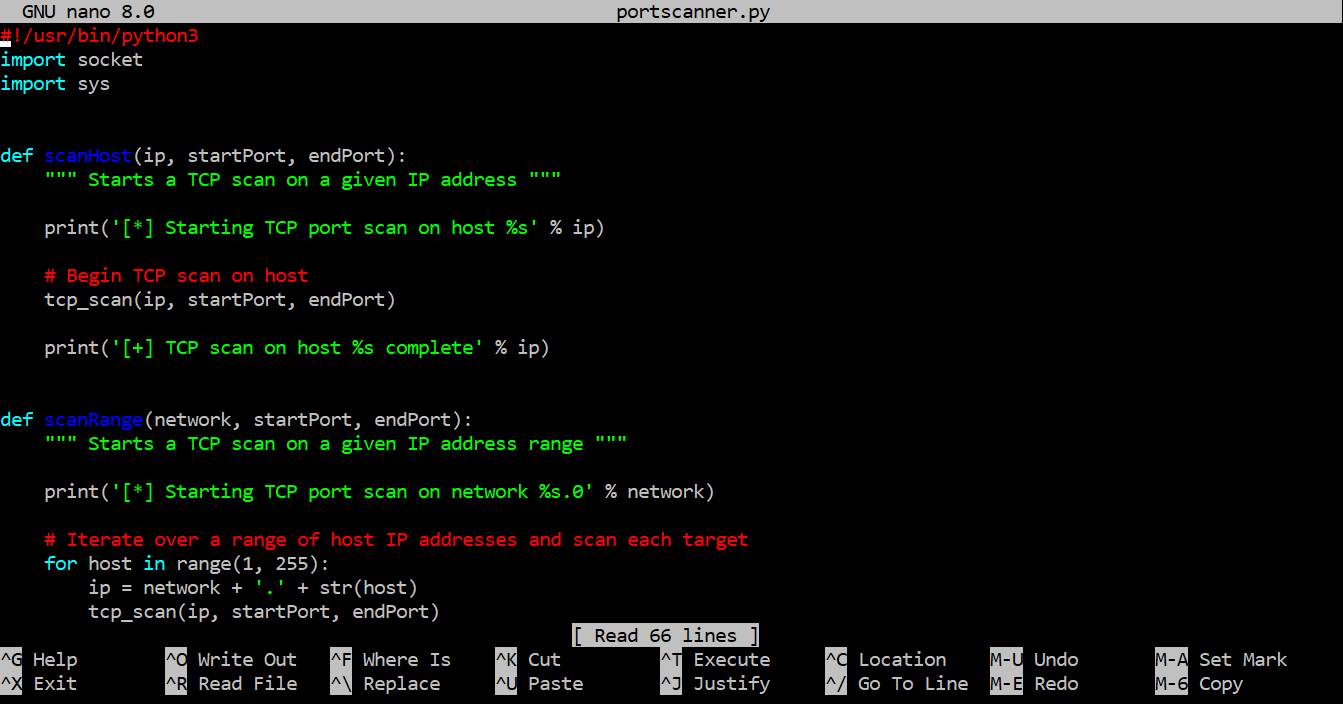 GNU nano 8.0 portscanner.py
#!/usr/bin/python3
import socket
import sys
def scanHost(ip, startPort, endPort):
    """ Starts a TCP scan on a given IP address """
    print('[*] Starting TCP port scan on host %s' % ip)
    # Begin TCP scan on host
    tcp_scan(ip, startPort, endPort)
    print('[+] TCP scan on host %s complete' % ip)
def scanRange(network, startPort, endPort):
    """ Starts a TCP scan on a given IP address range """
    print('[*] Starting TCP port scan on network %s.0' % network)
    # Iterate over a range of host IP addresses and scan each target
    for host in range(1, 255):
        ip = network + '.' + str(host)
        tcp_scan(ip, startPort, endPort)
[ Read 66 lines ]
^G Help ^O Write Out ^F Where Is ^K Cut ^T Execute ^C Location M-U Undo M-A Set Mark
^X Exit ^R Read File ^\ Replace ^U Paste ^J Justify ^/ Go To Line M-E Redo M-6 Copy